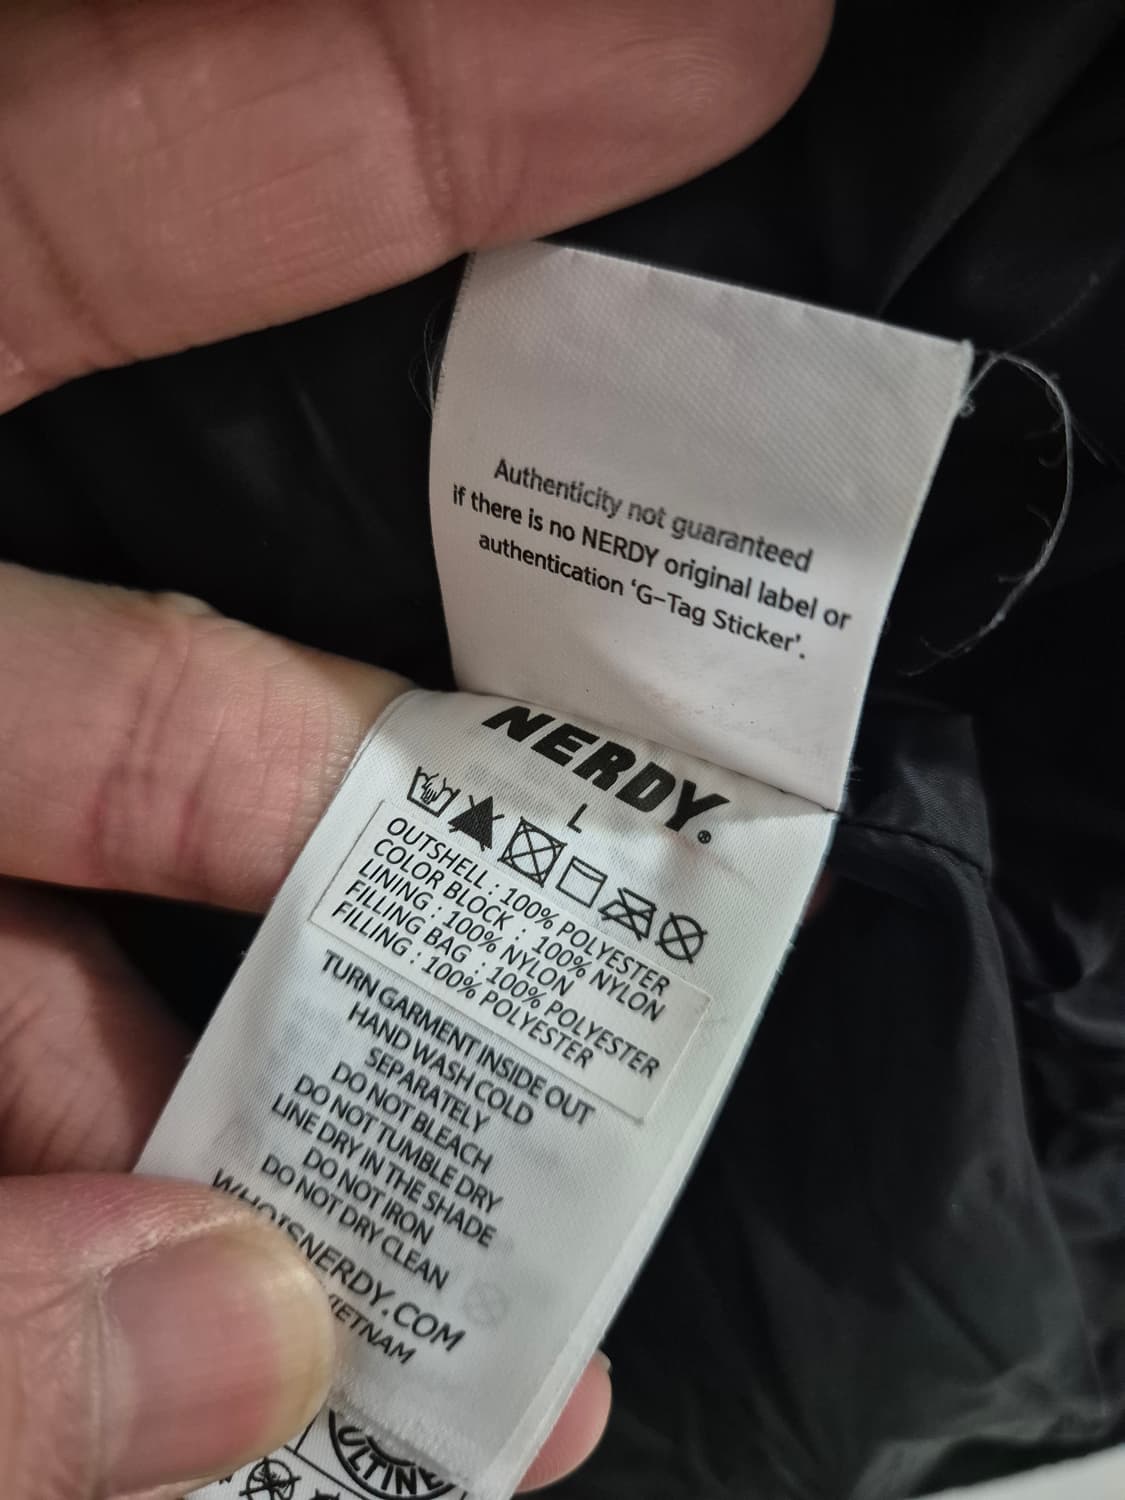 Authenticity not guaranteed
if there is no NERDY original label or
authentication ‘G-Tag Sticker’.
NERDY®
L
OUTSHELL : 100% POLYESTER
COLOR BLOCK : 100% NYLON
LINING : 100% NYLON
FILLING BAG : 100% POLYESTER
FILLING : 100% POLYESTER
TURN GARMENT INSIDE OUT
HAND WASH COLD
SEPARATELY
DO NOT BLEACH
DO NOT TUMBLE DRY
LINE DRY IN THE SHADE
DO NOT IRON
DO NOT DRY CLEAN
WHOISNERDY.COM
VIETNAM